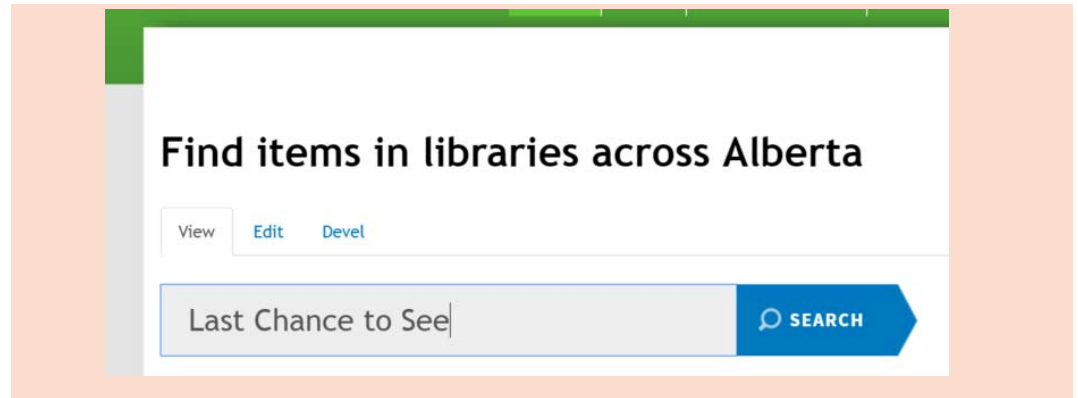 Find items in libraries across Alberta
View Edit Devel
Last Chance to See SEARCH